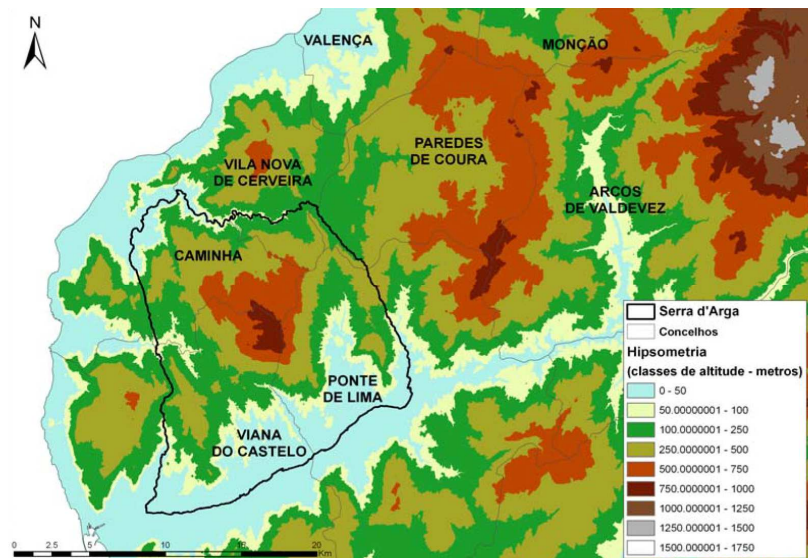 N
VALENÇA
MONÇÃO
PAREDES
DE COURA
VILA NOVA
DE CERVEIRA
ARCOS
DE VALDEVEZ
CAMINHA
PONTE
DE LIMA
VIANA
DO CASTELO
Serra d'Arga
Concelhos
Hipsometria
(classes de altitude - metros)
0 - 50
50.00000001 - 100
100.0000001 - 250
250.0000001 - 500
500.0000001 - 750
750.0000001 - 1000
1000.000001 - 1250
1250.000001 - 1500
1500.000001 - 1750
0 2.5 5 10 15 20
Km